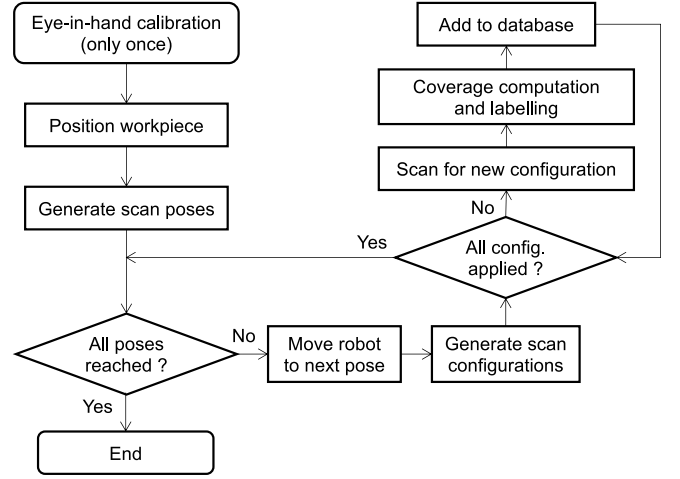 Eye-in-hand calibration
(only once)
Position workpiece
Generate scan poses
All poses
reached ?
Yes
End
No
Move robot
to next pose
Generate scan
configurations
All config.
applied ?
Yes
No
Scan for new configuration
Coverage computation
and labelling
Add to database